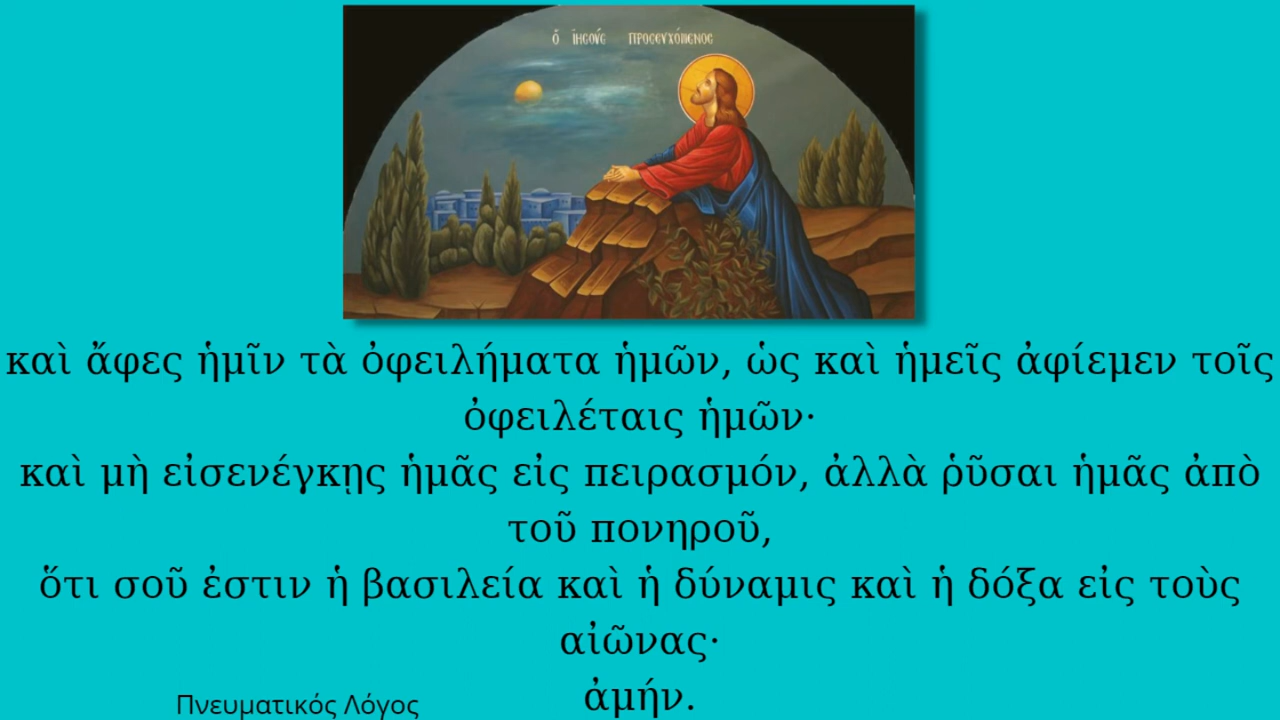 Ὁ ἸΗСΟΥ͂С ΠΡΟСΕΥΧΌΜΕΝΟС
καὶ ἄφες ἡμῖν τὰ ὀφειλήματα ἡμῶν, ὡς καὶ ἡμεῖς ἀφίεμεν τοῖς
ὀφειλέταις ἡμῶν·
καὶ μὴ εἰσενέγκῃς ἡμᾶς εἰς πειρασμόν, ἀλλὰ ῥῦσαι ἡμᾶς ἀπὸ
τοῦ πονηροῦ,
ὅτι σοῦ ἐστιν ἡ βασιλεία καὶ ἡ δύναμις καὶ ἡ δόξα εἰς τοὺς
αἰῶνας·
ἀμήν.
Πνευματικός Λόγος